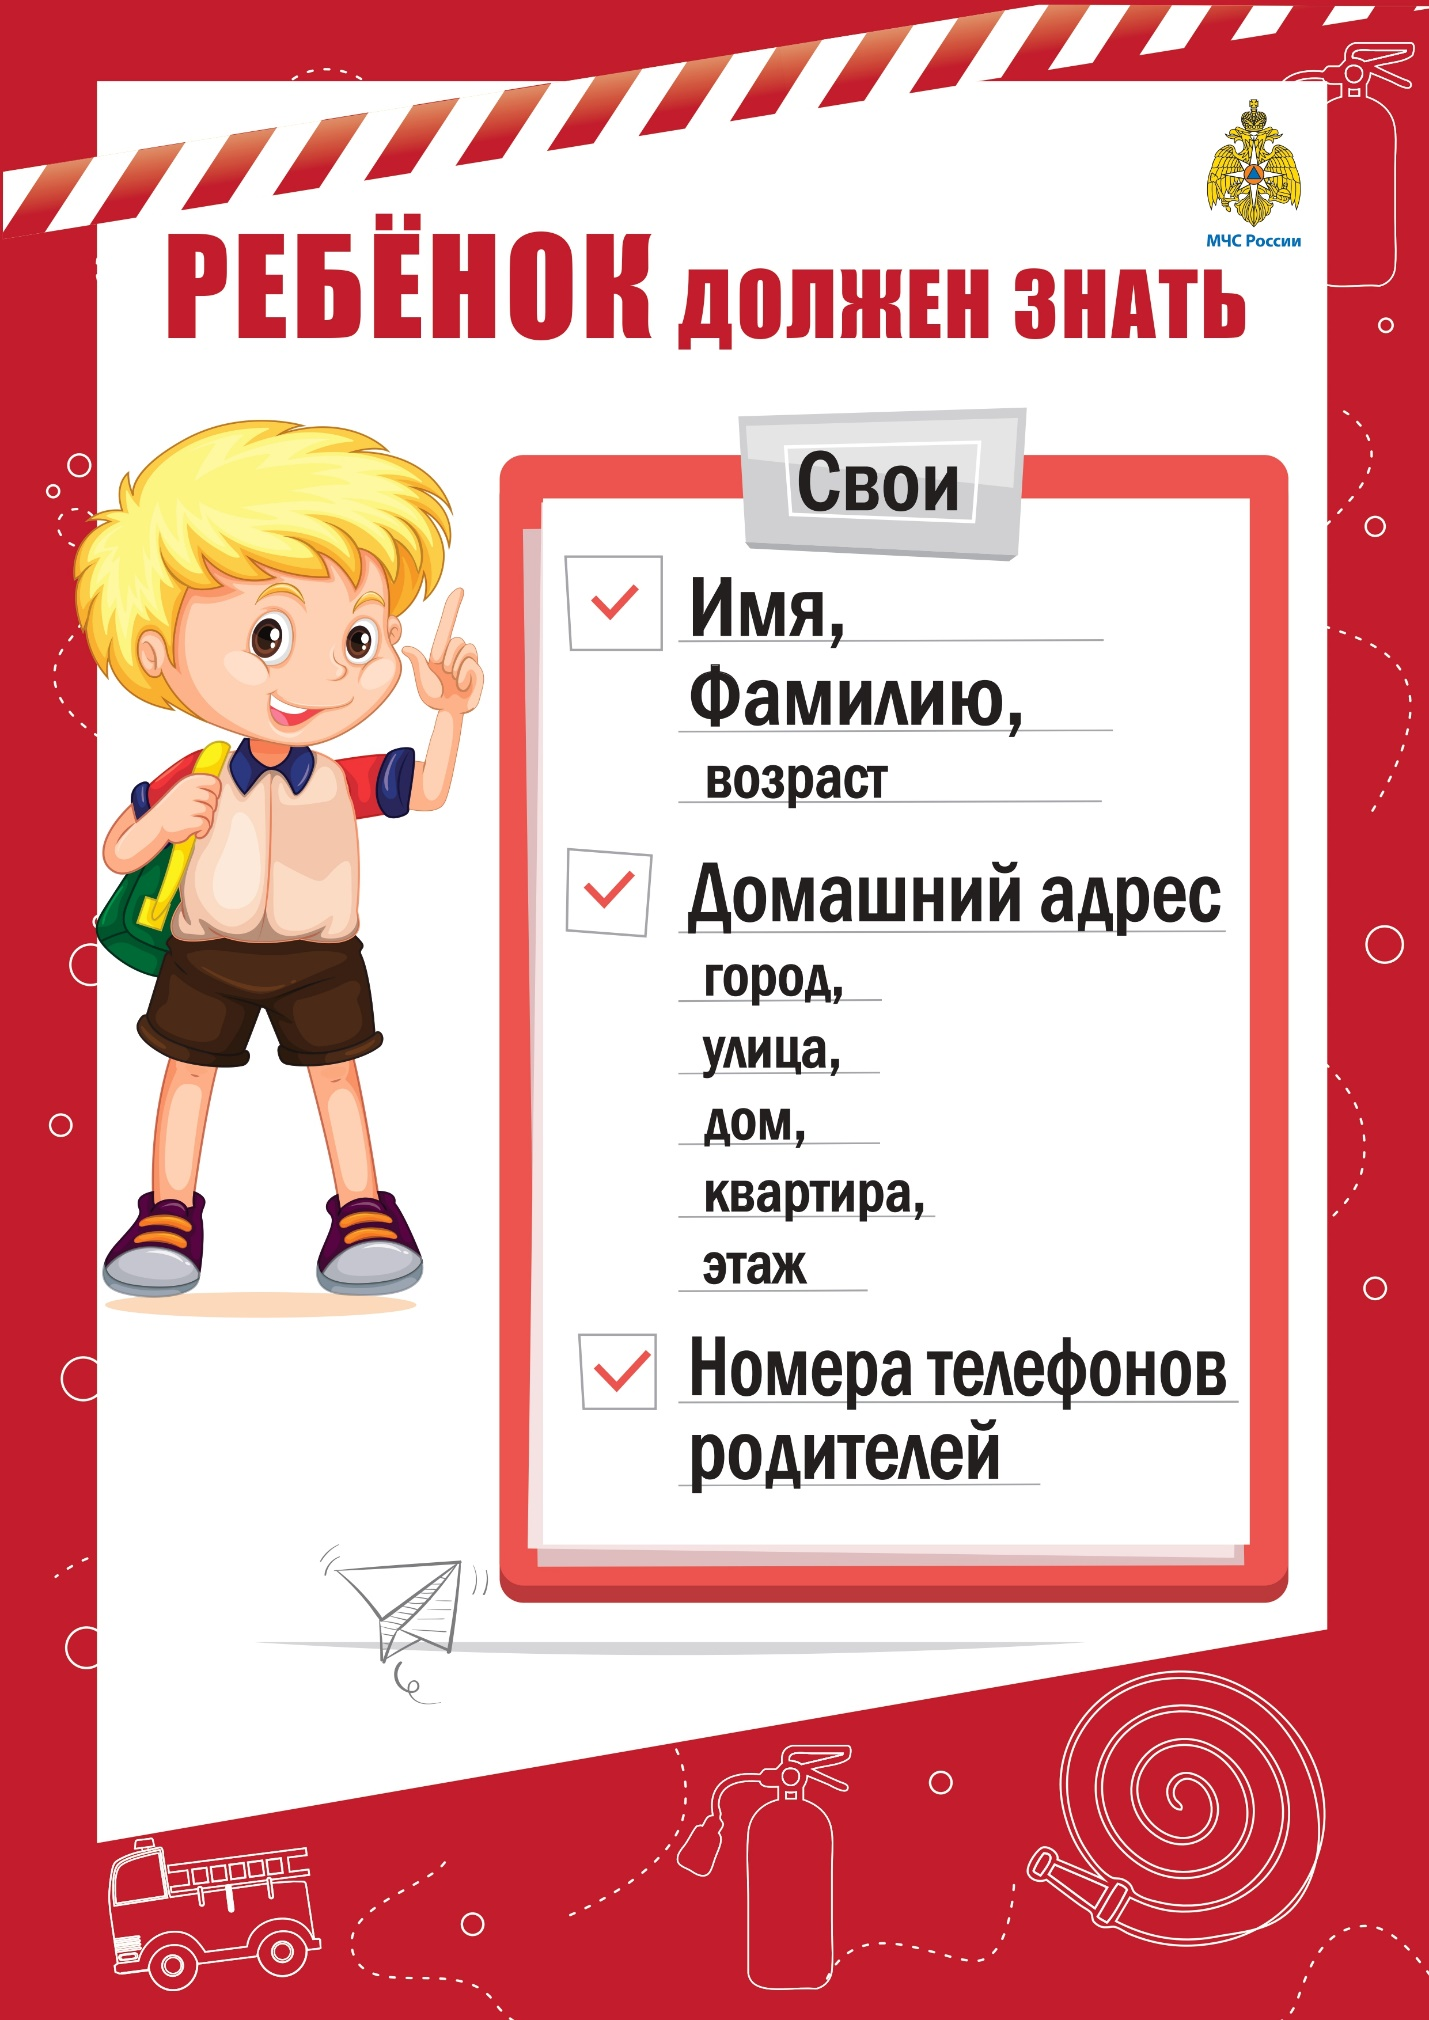 МЧС России
РЕБЁНОК ДОЛЖЕН ЗНАТЬ
Свои
Имя,
Фамилию,
возраст
Домашний адрес
город,
улица,
дом,
квартира,
этаж
Номера телефонов
родителей